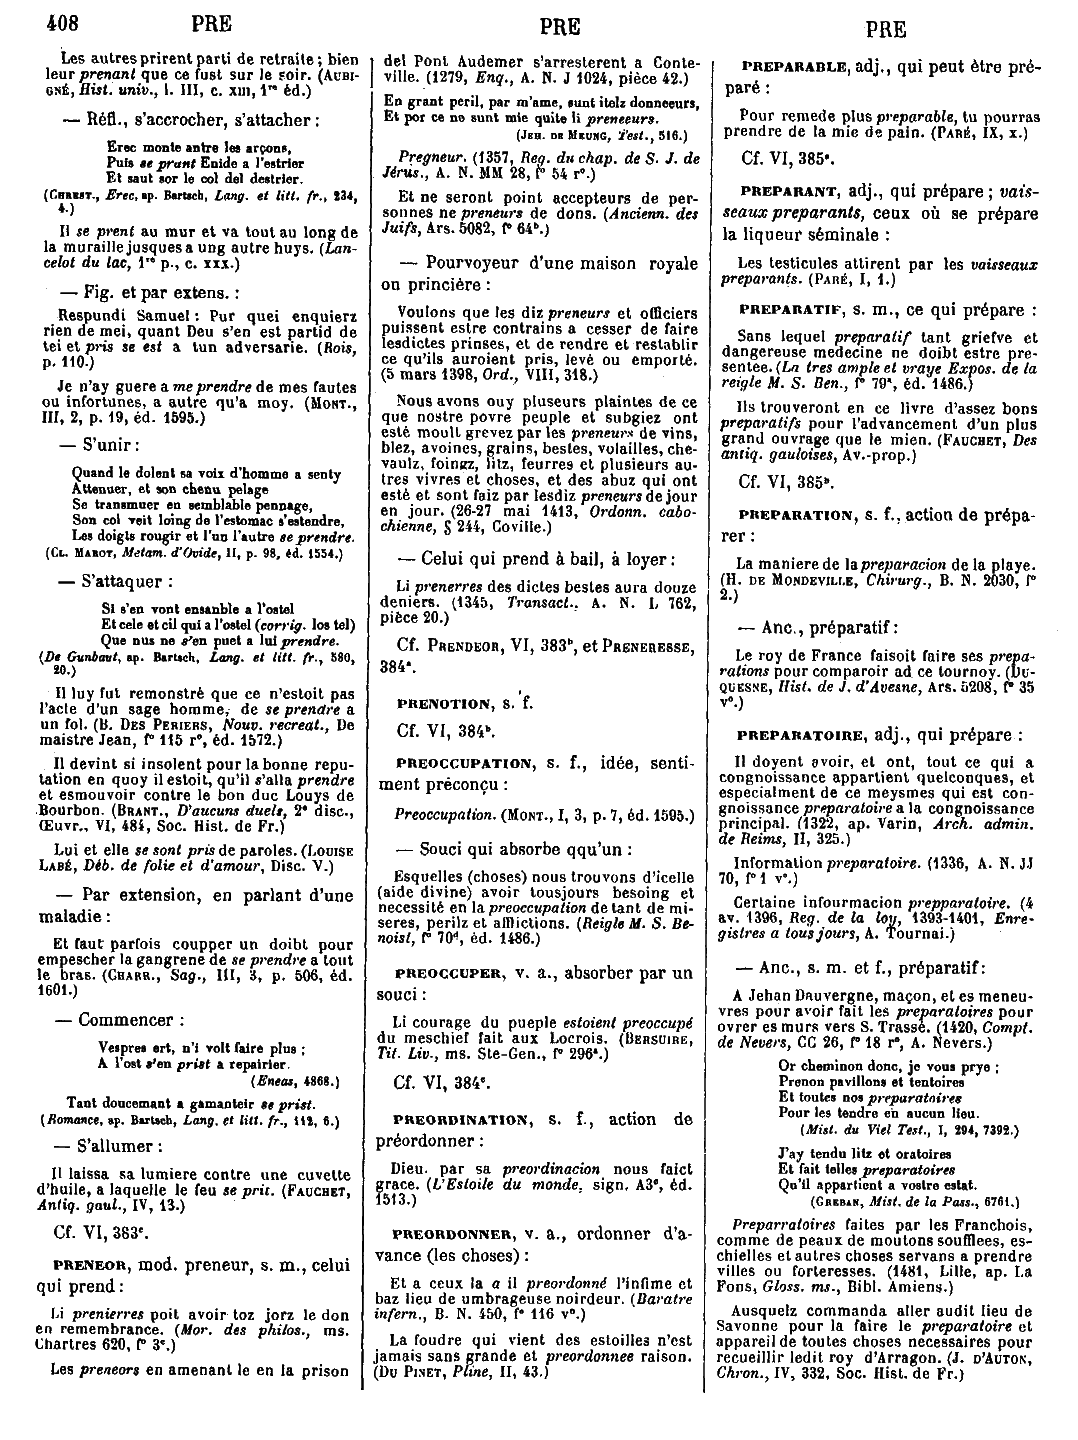 408 PRE PRE PRE
Les autres prirent parti de retraite ; bien
leur prenant que ce fust sur le soir. (AUBI-
GNÉ, Hist. univ., l. III, c. XIII, 1re éd.)
— Réfl., s'accrocher, s'attacher :
Erec monte antre les arçons,
Puis se prant Enide a l'estrier
Et saut sor le col del destrier.
(CHREST., Erec, ap. Bartsch, Lang. et litt. fr., 234,
4.)
Il se prent au mur et va tout au long de
la muraille jusques a ung autre huys. (Lan-
celot du lac, 1re p., c. XXX.)
— Fig. et par extens. :
Respundi Samuel : Pur quei enquierz
rien de mei, quant Deu s'en est partid de
tei et pris se est a tun adversarie. (Rois,
p. 110.)
Je n'ay guere a me prendre de mes fautes
ou infortunes, a autre qu'a moy. (MONT.,
III, 2, p. 19, éd. 1595.)
— S'unir :
Quand le dolent sa voix d'homme a senty
Attenuer, et son chenu pelage
Se transmuer en semblable pennage,
Son col veit loing de l'estomac s'estendre,
Les doigts rougir et l'un l'autre se prendre.
(CL. MAROT, Metam. d'Ovide, II, p. 98, éd. 1554.)
— S'attaquer :
Si s'en vont ensanble a l'ostel
Et cele et cil qui a l'ostel (corrig. los tel)
Que nus ne s'en puet a lui prendre.
(De Gunbaut, ap. Bartsch, Lang. et litt. fr., 580,
20.)
Il luy fut remonstré que ce n'estoit pas
l'acte d'un sage homme, de se prendre a
un fol. (B. DES PERIERS, Nouv. recreat., De
maistre Jean, f° 115 r°, éd. 1572.)
Il devint si insolent pour la bonne repu-
tation en quoy il estoit, qu'il s'alla prendre
et esmouvoir contre le bon duc Louys de
Bourbon. (BRANT., D'aucuns duels, 2e disc.,
Œuvr., VI, 484, Soc. Hist. de Fr.)
Lui et elle se sont pris de paroles. (LOUISE
LABÉ, Déb. de folie et d'amour, Disc. V.)
— Par extension, en parlant d'une
maladie :
Et faut parfois coupper un doibt pour
empescher la gangrene de se prendre a tout
le bras. (CHARR., Sag., III, 3, p. 506, éd.
1601.)
— Commencer :
Vespres ert, n'i volt faire plus ;
A l'ost s'en prist a repairier.
(Eneas, 4868.)
Tant doucemant a gamanteir se prist.
(Romance, ap. Bartsch, Lang. et litt. fr., 112, 6.)
— S'allumer :
Il laissa sa lumiere contre une cuvette
d'huile, a laquelle le feu se prit. (FAUCHET,
Antiq. gaul., IV, 13.)
Cf. VI, 383c.
PRENEOR, mod. preneur, s. m., celui
qui prend :
Li prenierres poit avoir toz jorz le don
en remembrance. (Mor. des philos., ms.
Chartres 620, f° 3c.)
Les preneors en amenant le en la prison
del Pont Audemer s'arresterent a Conte-
ville. (1279, Enq., A. N. J 1024, pièce 42.)
En grant peril, par m'ame, sunt itelz donneeurs,
Et por ce ne sunt mie quite li preneeurs.
(JEH. DE MEUNG, Test., 516.)
Pregneur. (1357, Reg. du chap. de S. J. de
Jérus., A. N. MM 28, f° 54 r°.)
Et ne seront point accepteurs de per-
sonnes ne preneurs de dons. (Ancienn. des
Juifs, Ars. 5082, f° 64b.)
— Pourvoyeur d'une maison royale
ou princière :
Voulons que les diz preneurs et officiers
puissent estre contrains a cesser de faire
lesdictes prinses, et de rendre et restablir
ce qu'ils auroient pris, levé ou emporté.
(5 mars 1398, Ord., VIII, 318.)
Nous avons ouy pluseurs plaintes de ce
que nostre povre peuple et subgiez ont
esté moult grevez par les preneurs de vins,
blez, avoines, grains, bestes, volailles, che-
vaulz, foingz, litz, feurres et plusieurs au-
tres vivres et choses, et des abuz qui ont
esté et sont faiz par lesdiz preneurs de jour
en jour. (26-27 mai 1413, Ordonn. cabo-
chienne, § 244, Coville.)
— Celui qui prend à bail, à loyer :
Li prenerres des dictes bestes aura douze
deniers. (1345, Transact., A. N. L 762,
pièce 20.)
Cf. PRENDEOR, VI, 383b, et PRENERESSE,
384a.
PRENOTION, s. f.
Cf. VI, 384b.
PREOCCUPATION, s. f., idée, senti-
ment préconçu :
Preoccupation. (MONT., I, 3, p. 7, éd. 1595.)
— Souci qui absorbe qqu'un :
Esquelles (choses) nous trouvons d'icelle
(aide divine) avoir tousjours besoing et
necessité en la preoccupation de tant de mi-
seres, perilz et afflictions. (Reigle M. S. Be-
noist, f° 70d, éd. 1486.)
PREOCCUPER, v. a., absorber par un
souci :
Li courage du pueple estoient preoccupé
du meschief fait aux Locrois. (BERSUIRE,
Tit. Liv., ms. Ste-Gen., f° 296a.)
Cf. VI, 384c.
PREORDINATION, s. f., action de
préordonner :
Dieu, par sa preordinacion nous faict
grace. (L'Estoile du monde, sign. A3e, éd.
1513.)
PREORDONNER, v. a., ordonner d'a-
vance (les choses) :
Et a ceux la a il preordonné l'infime et
baz lieu de umbrageuse noirdeur. (Baratre
infern., B. N. 450, f° 116 v°.)
La foudre qui vient des estoilles n'est
jamais sans grande et preordonnee raison.
(DU PINET, Pline, II, 43.)
PREPARABLE, adj., qui peut être pré-
paré :
Pour remede plus preparable, tu pourras
prendre de la mie de pain. (PARÉ, IX, X.)
Cf. VI, 385a.
PREPARANT, adj., qui prépare ; vais-
seaux preparants, ceux où se prépare
la liqueur séminale :
Les testicules attirent par les vaisseaux
preparants. (PARÉ, I, 1.)
PREPARATIF, s. m., ce qui prépare :
Sans lequel preparatif tant griefve et
dangereuse medecine ne doibt estre pre-
sentee. (La tres ample et vraye Expos. de la
reigle M. S. Ben., f° 79a, éd. 1486.)
Ils trouveront en ce livre d'assez bons
preparatifs pour l'advancement d'un plus
grand ouvrage que le mien. (FAUCHET, Des
antiq. gauloises, Av.-prop.)
Cf. VI, 385b.
PREPARATION, s. f., action de prépa-
rer :
La maniere de la preparacion de la playe.
(H. DE MONDEVILLE, Chirurg., B. N. 2030, f°
2.)
— Anc., préparatif :
Le roy de France faisoit faire ses prepa-
rations pour comparoir ad ce tournoy. (DU-
QUESNE, Hist. de J. d'Avesne, Ars. 5208, f° 35
v°.)
PREPARATOIRE, adj., qui prépare :
Il doyent avoir, et ont, tout ce qui a
congnoissance appartient quelconques, et
especialment de ce meysmes qui est con-
gnoissance preparatoire a la congnoissance
principal. (1322, ap. Varin, Arch. admin.
de Reims, II, 325.)
Information preparatoire. (1336, A. N. JJ
70, f° 1 v°.)
Certaine infourmacion prepparatoire. (4
av. 1396, Reg. de la loy, 1393-1401, Enre-
gistres a tousjours, A. Tournai.)
— Anc., s. m. et f., préparatif :
A Jehan Dauvergne, maçon, et es meneu-
vres pour avoir fait les preparatoires pour
ovrer es murs vers S. Trassé. (1420, Compt.
de Nevers, CC 26, f° 18 r°, A. Nevers.)
Or cheminon donc, je vous prye ;
Prenon pavillons et tentoires
Et toutes nos preparatoires
Pour les tendre en aucun lieu.
(Mist. du Viel Test., I, 294, 7392.)
J'ay tendu litz et oratoires
Et fait telles preparatoires
Qu'il appartient a vostre estat.
(GREBAN, Mist. de la Pass., 6761.)
Preparratoires faites par les Franchois,
comme de peaux de moutons soufflees, es-
chielles et autres choses servans a prendre
villes ou forteresses. (1481, Lille, ap. La
Fons, Gloss. ms., Bibl. Amiens.)
Ausquelz commanda aller audit lieu de
Savonne pour la faire le preparatoire et
appareil de toutes choses necessaires pour
recueillir ledit roy d'Arragon. (J. D'AUTON,
Chron., IV, 332, Soc. Hist. de Fr.)